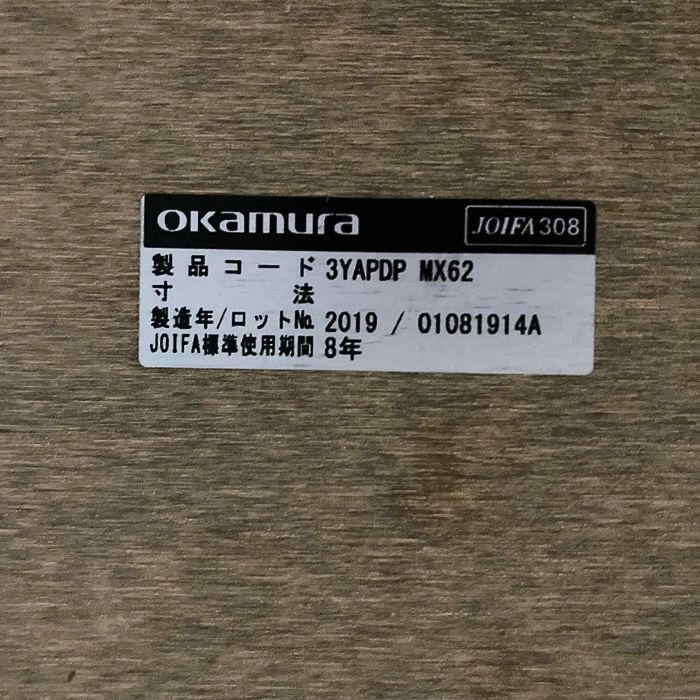 okamura JOIFA308
製品コード 3YAPDP MX62
寸法
製造年/ロット№ 2019 / 01081914A
JOIFA標準使用期間 8年